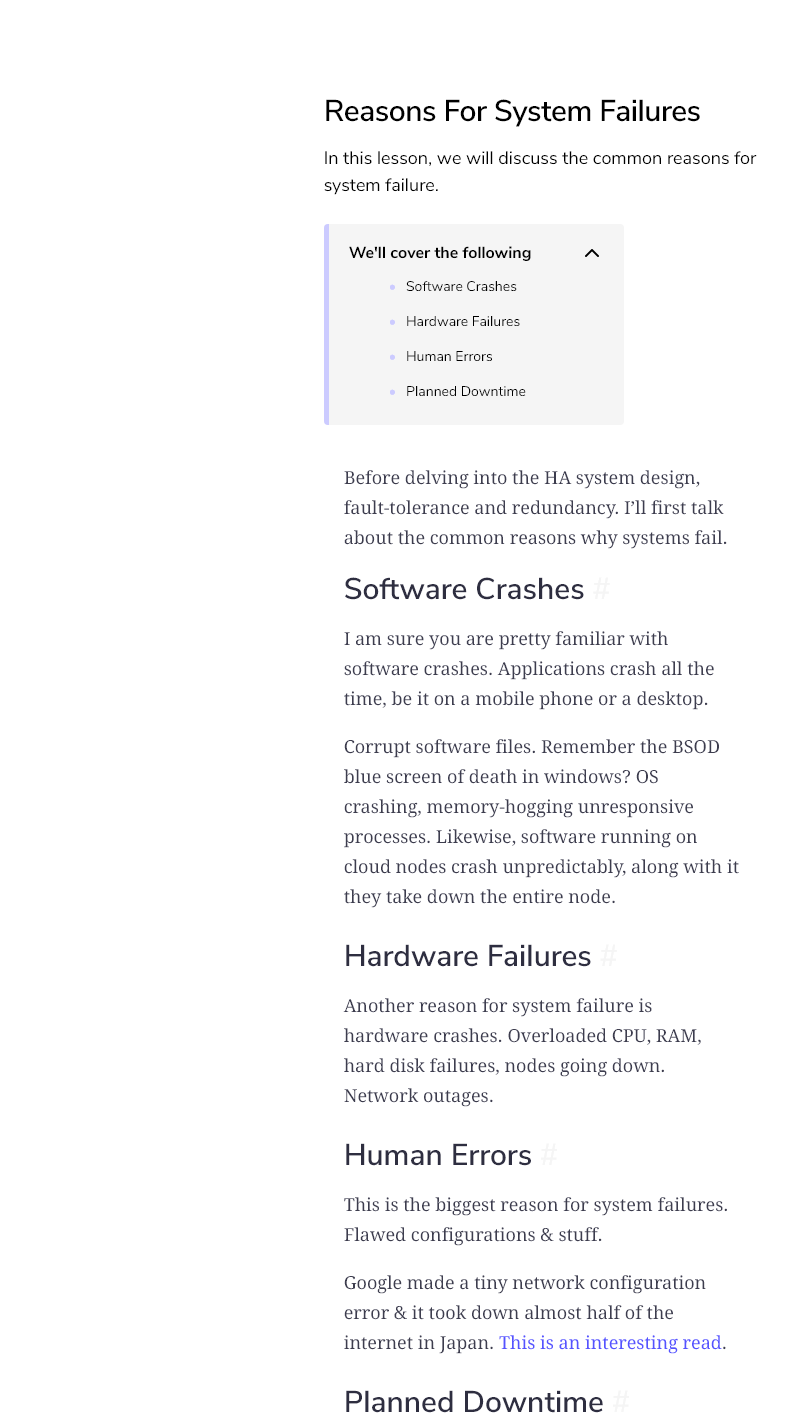 Reasons For System Failures
In this lesson, we will discuss the common reasons for
system failure.
We'll cover the following
Software Crashes
Hardware Failures
Human Errors
Planned Downtime
Before delving into the HA system design,
fault-tolerance and redundancy. I’ll first talk
about the common reasons why systems fail.
Software Crashes #
I am sure you are pretty familiar with
software crashes. Applications crash all the
time, be it on a mobile phone or a desktop.
Corrupt software files. Remember the BSOD
blue screen of death in windows? OS
crashing, memory-hogging unresponsive
processes. Likewise, software running on
cloud nodes crash unpredictably, along with it
they take down the entire node.
Hardware Failures #
Another reason for system failure is
hardware crashes. Overloaded CPU, RAM,
hard disk failures, nodes going down.
Network outages.
Human Errors #
This is the biggest reason for system failures.
Flawed configurations & stuff.
Google made a tiny network configuration
error & it took down almost half of the
internet in Japan. This is an interesting read.
Planned Downtime #